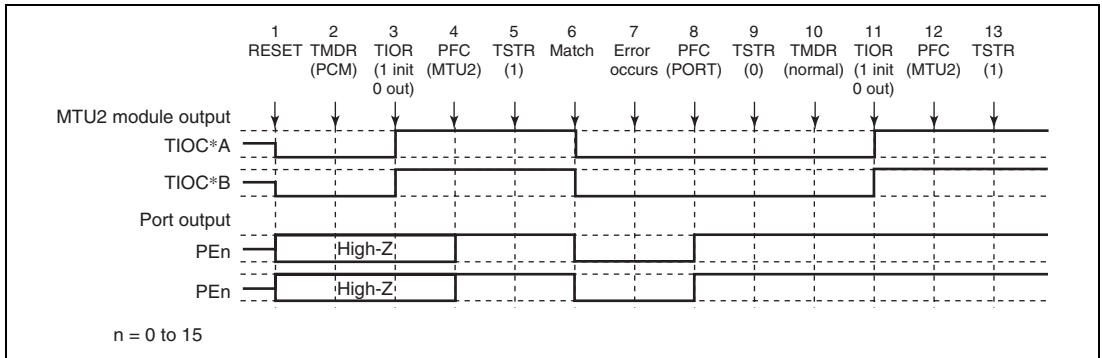 1 2 3 4 5 6 7 8 9 10 11 12 13
RESET TMDR TIOR PFC TSTR Match Error PFC TSTR TMDR TIOR PFC TSTR
(PCM) (1 init (MTU2) (1) occurs (PORT) (0) (normal) (1 init (MTU2) (1)
0 out) 0 out)
MTU2 module output
TIOC*A
TIOC*B
Port output
PEn High-Z
PEn High-Z
n = 0 to 15